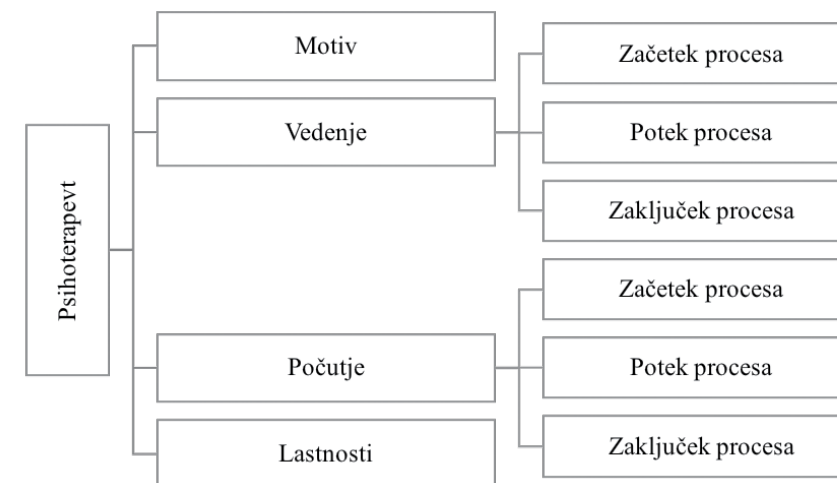 Psihoterapevt
Motiv
Vedenje
Začetek procesa
Potek procesa
Zaključek procesa
Počutje
Začetek procesa
Potek procesa
Zaključek procesa
Lastnosti